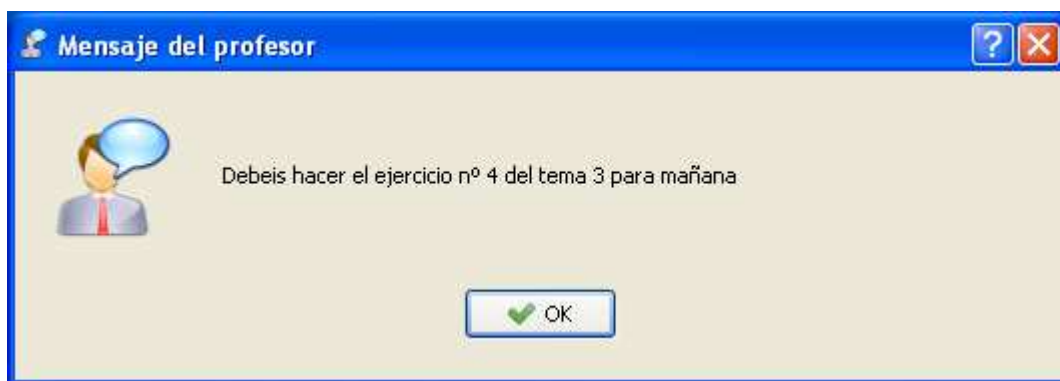 Mensaje del profesor
Debeis hacer el ejercicio nº 4 del tema 3 para mañana
OK